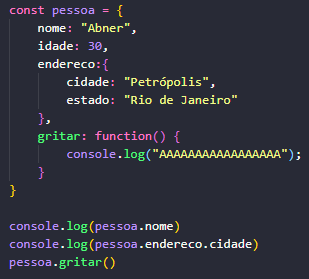 const pessoa = {
    nome: "Abner",
    idade: 30,
    endereco:{
        cidade: "Petrópolis",
        estado: "Rio de Janeiro"
    },
    gritar: function() {
        console.log("AAAAAAAAAAAAAAAAA");
    }
}

console.log(pessoa.nome)
console.log(pessoa.endereco.cidade)
pessoa.gritar()